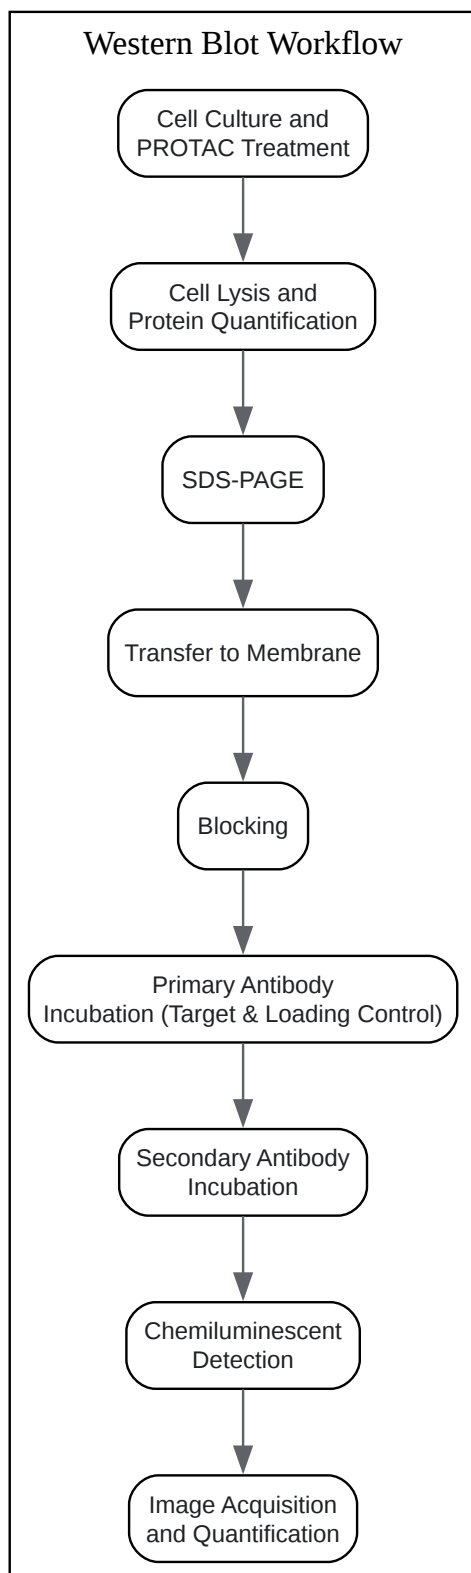 Western Blot Workflow
Cell Culture and
PROTAC Treatment
Cell Lysis and
Protein Quantification
SDS-PAGE
Transfer to Membrane
Blocking
Primary Antibody
Incubation (Target & Loading Control)
Secondary Antibody
Incubation
Chemiluminescent
Detection
Image Acquisition
and Quantification